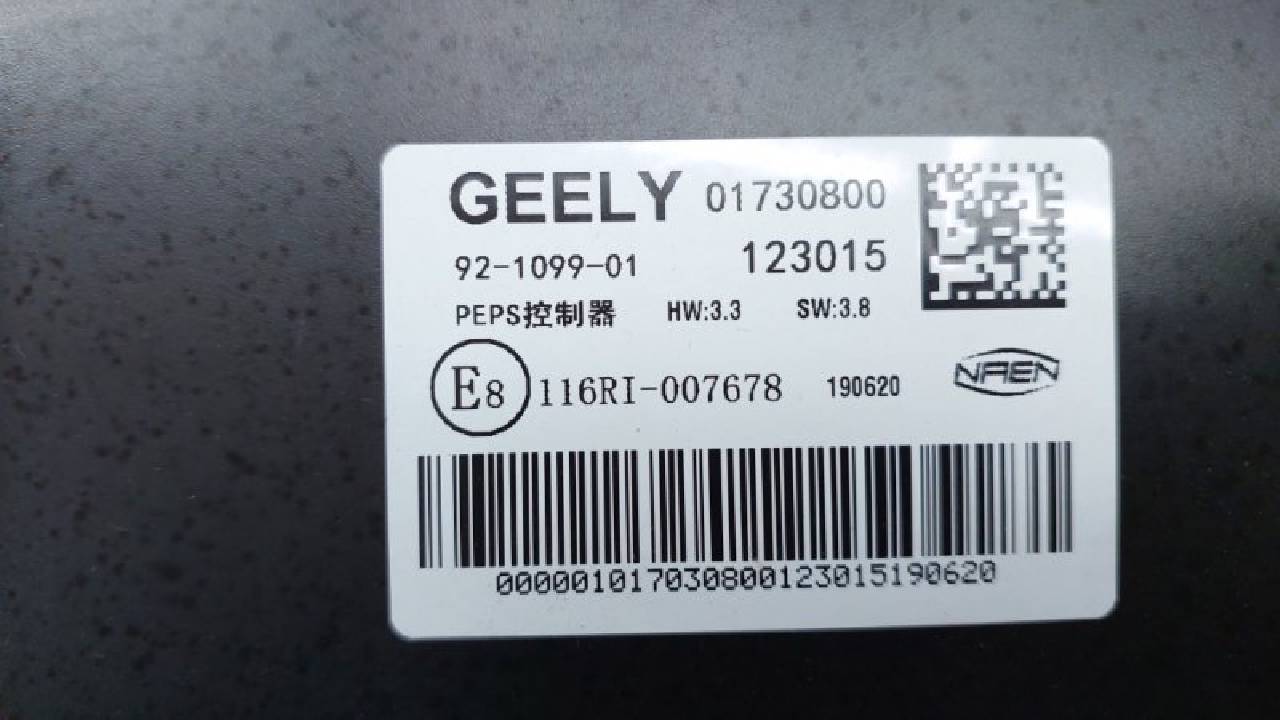 GEELY 01730800
92-1099-01 123015
PEPS控制器 HW:3.3 SW:3.8
E8 116RI-007678 190620 NAEN
000001017030800123015190620